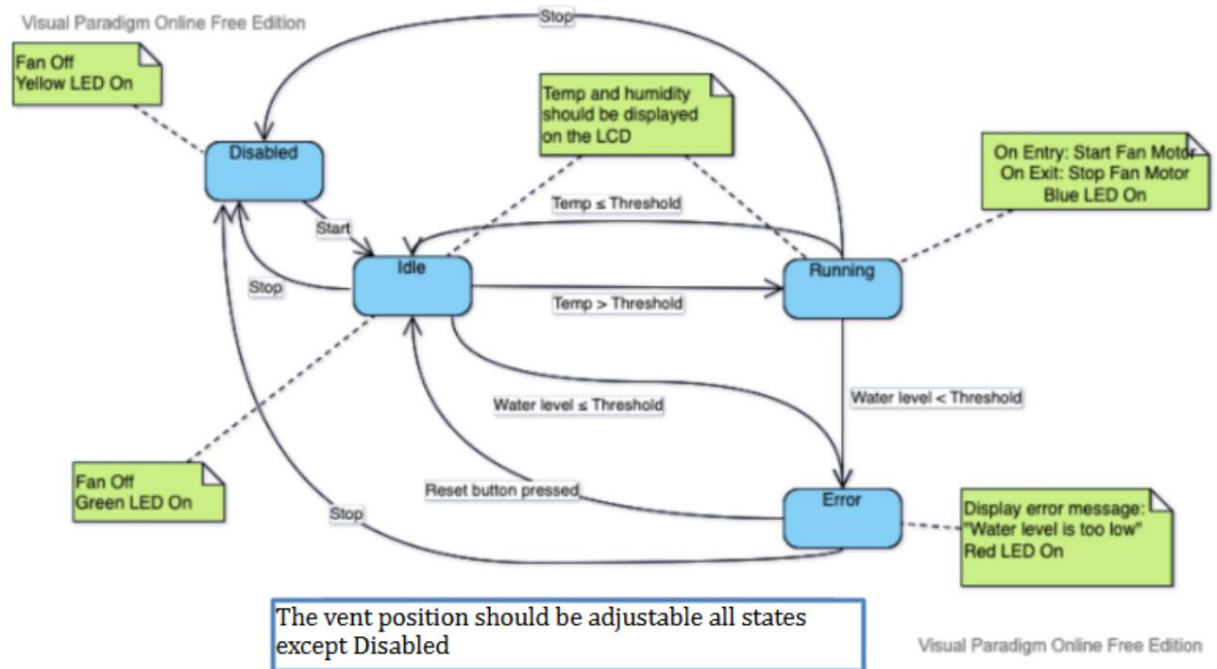 Visual Paradigm Online Free Edition
Stop
Fan Off
Yellow LED On
Temp and humidity
should be displayed
on the LCD
Disabled
On Entry: Start Fan Motor
On Exit: Stop Fan Motor
Blue LED On
Temp ≤ Threshold
Start
Idle
Running
Stop
Temp > Threshold
Water level ≤ Threshold
Water level < Threshold
Fan Off
Green LED On
Reset button pressed
Error
Stop
Display error message:
"Water level is too low"
Red LED On
The vent position should be adjustable all states
except Disabled
Visual Paradigm Online Free Edition